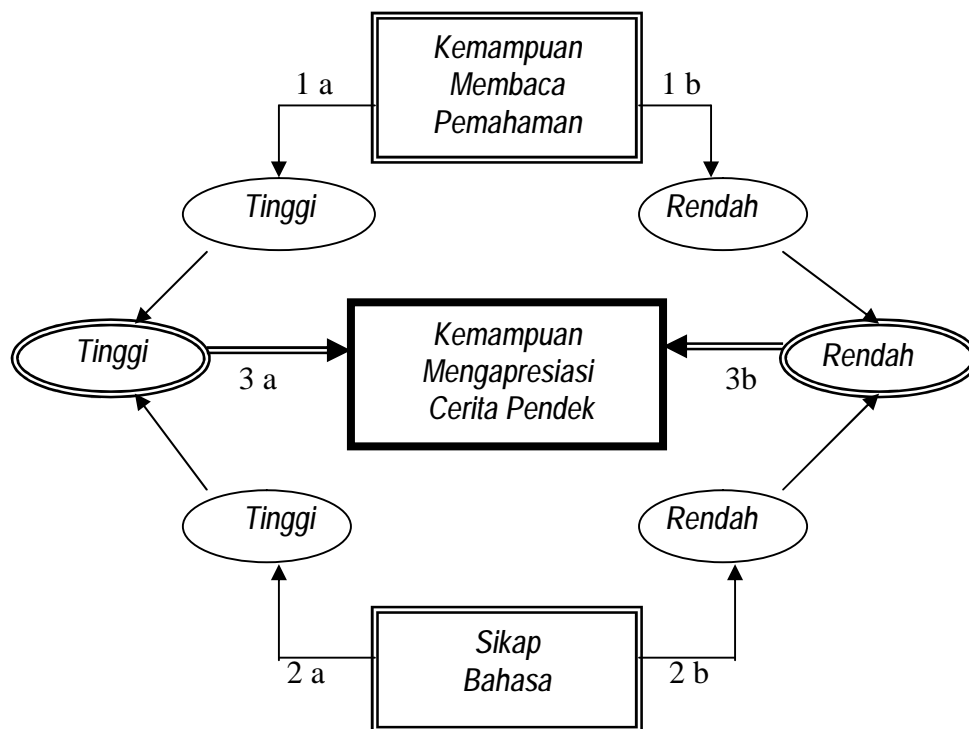 Kemampuan
Membaca
Pemahaman
1 a
1 b
Tinggi
Rendah
Tinggi
Kemampuan
Mengapresiasi
Cerita Pendek
Rendah
3 a
3b
Tinggi
Rendah
Sikap
Bahasa
2 a
2 b